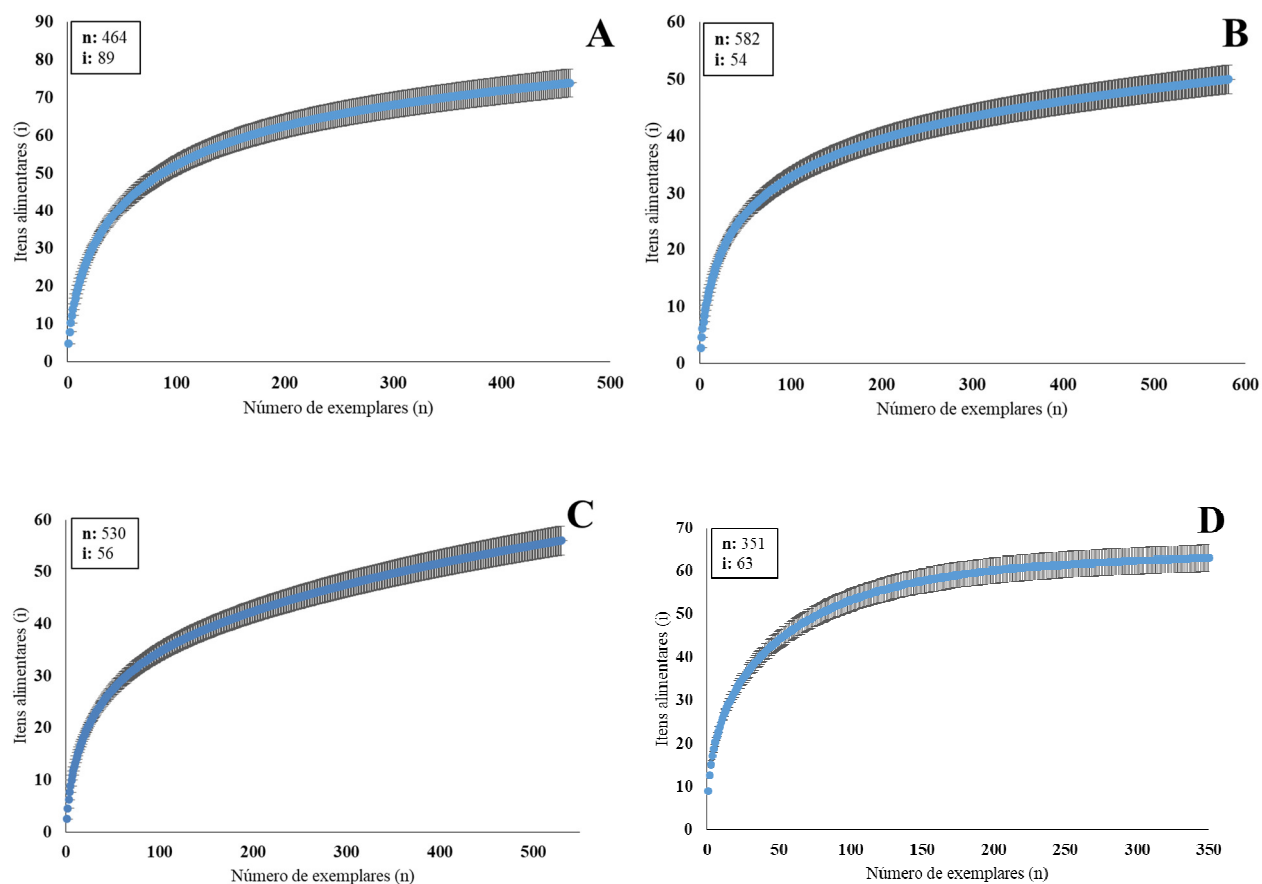 A
n: 464
i: 89
90
80
70
60
50
40
30
20
10
0
Itens alimentares (i)
0 100 200 300 400 500
Número de exemplares (n)
B
n: 582
i: 54
60
50
40
30
20
10
0
Itens alimentares (i)
0 100 200 300 400 500 600
Número de exemplares (n)
C
n: 530
i: 56
60
50
40
30
20
10
0
Itens alimentares (i)
0 100 200 300 400 500
Número de exemplares (n)
D
n: 351
i: 63
70
60
50
40
30
20
10
0
Itens alimentares (i)
0 50 100 150 200 250 300 350
Número de exemplares (n)